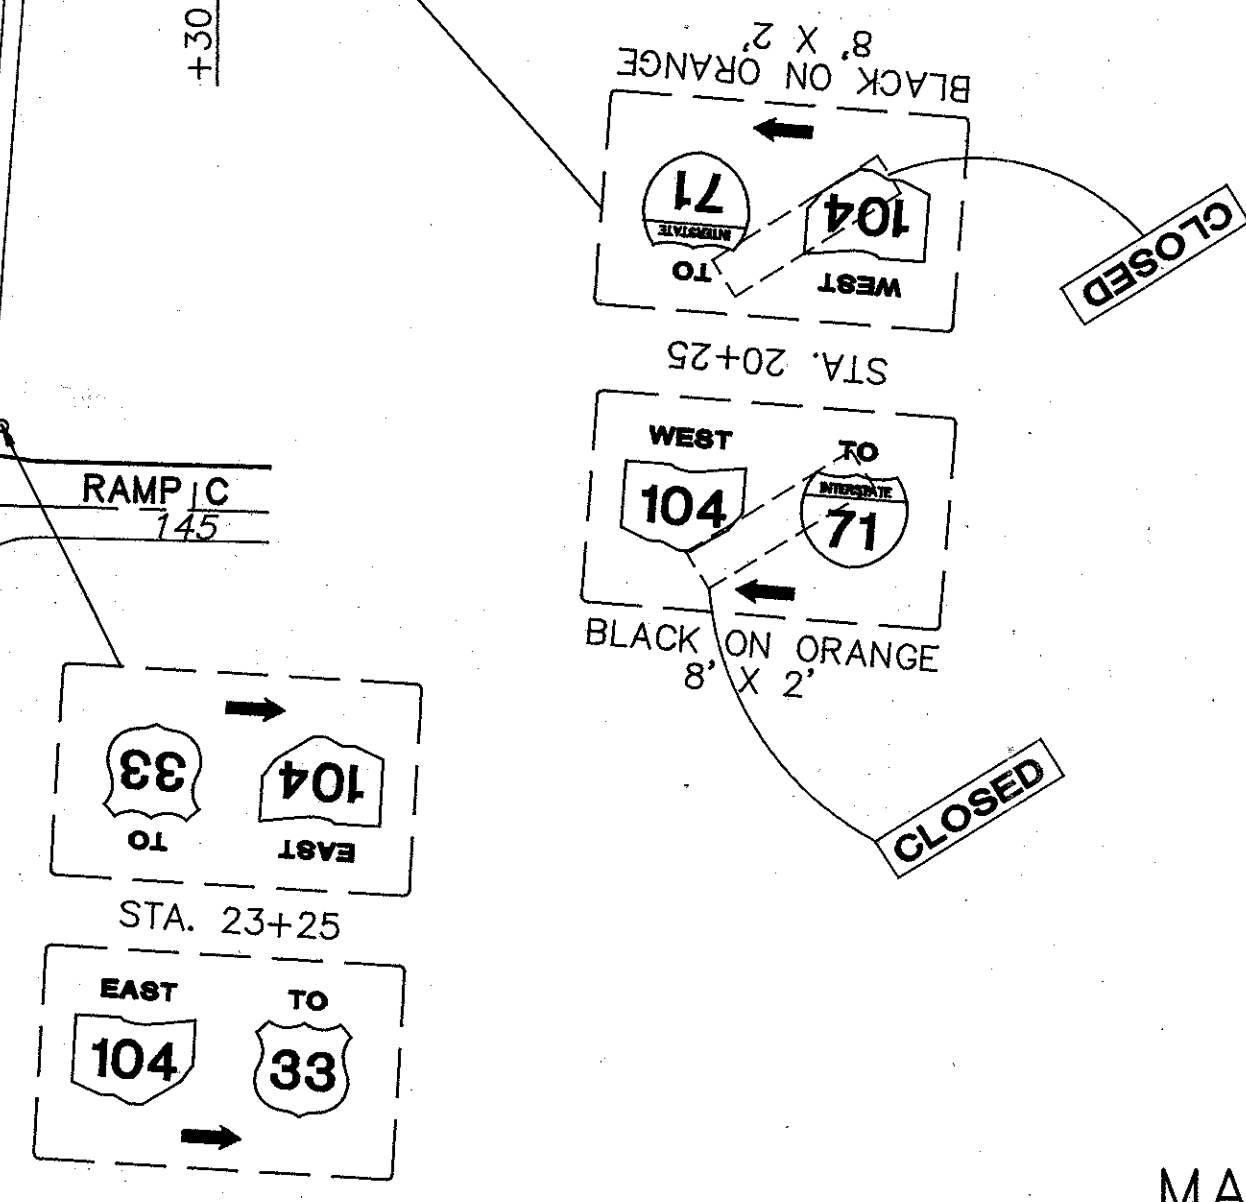 +30
8' X 2'
BLACK ON ORANGE
71
INTERSTATE
TO
104
WEST
CLOSED
STA. 20+25
WEST
TO
104
INTERSTATE
71
BLACK ON ORANGE
8' X 2'
CLOSED
RAMP C
145
33
TO
104
EAST
STA. 23+25
EAST
TO
104
33
MA